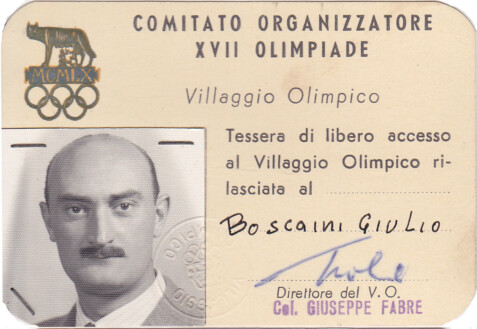 COMITATO ORGANIZZATORE
XVII OLIMPIADE
MCMLX
Villaggio Olimpico
Tessera di libero accesso
al Villaggio Olimpico ri-
lasciata al
BOSCAINI GIULIO
Direttore del V.O.
Col. GIUSEPPE FABRE